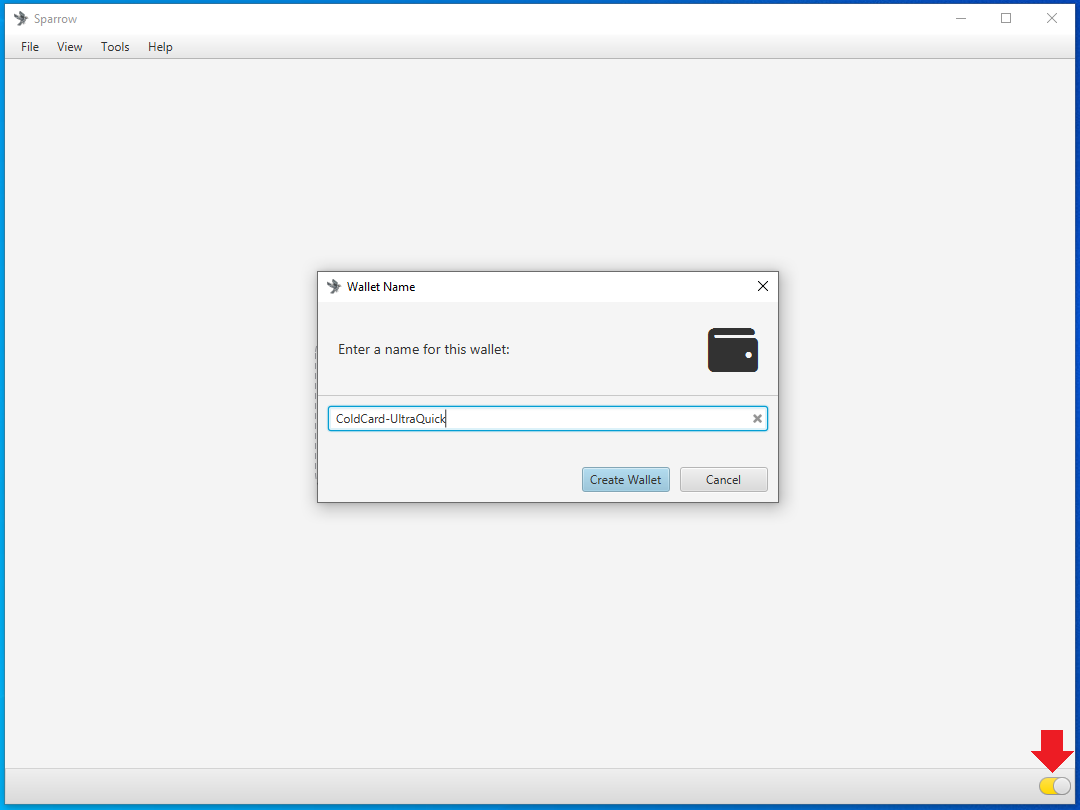 Sparrow
File View Tools Help
Wallet Name
Enter a name for this wallet:
ColdCard-UltraQuick
Create Wallet Cancel